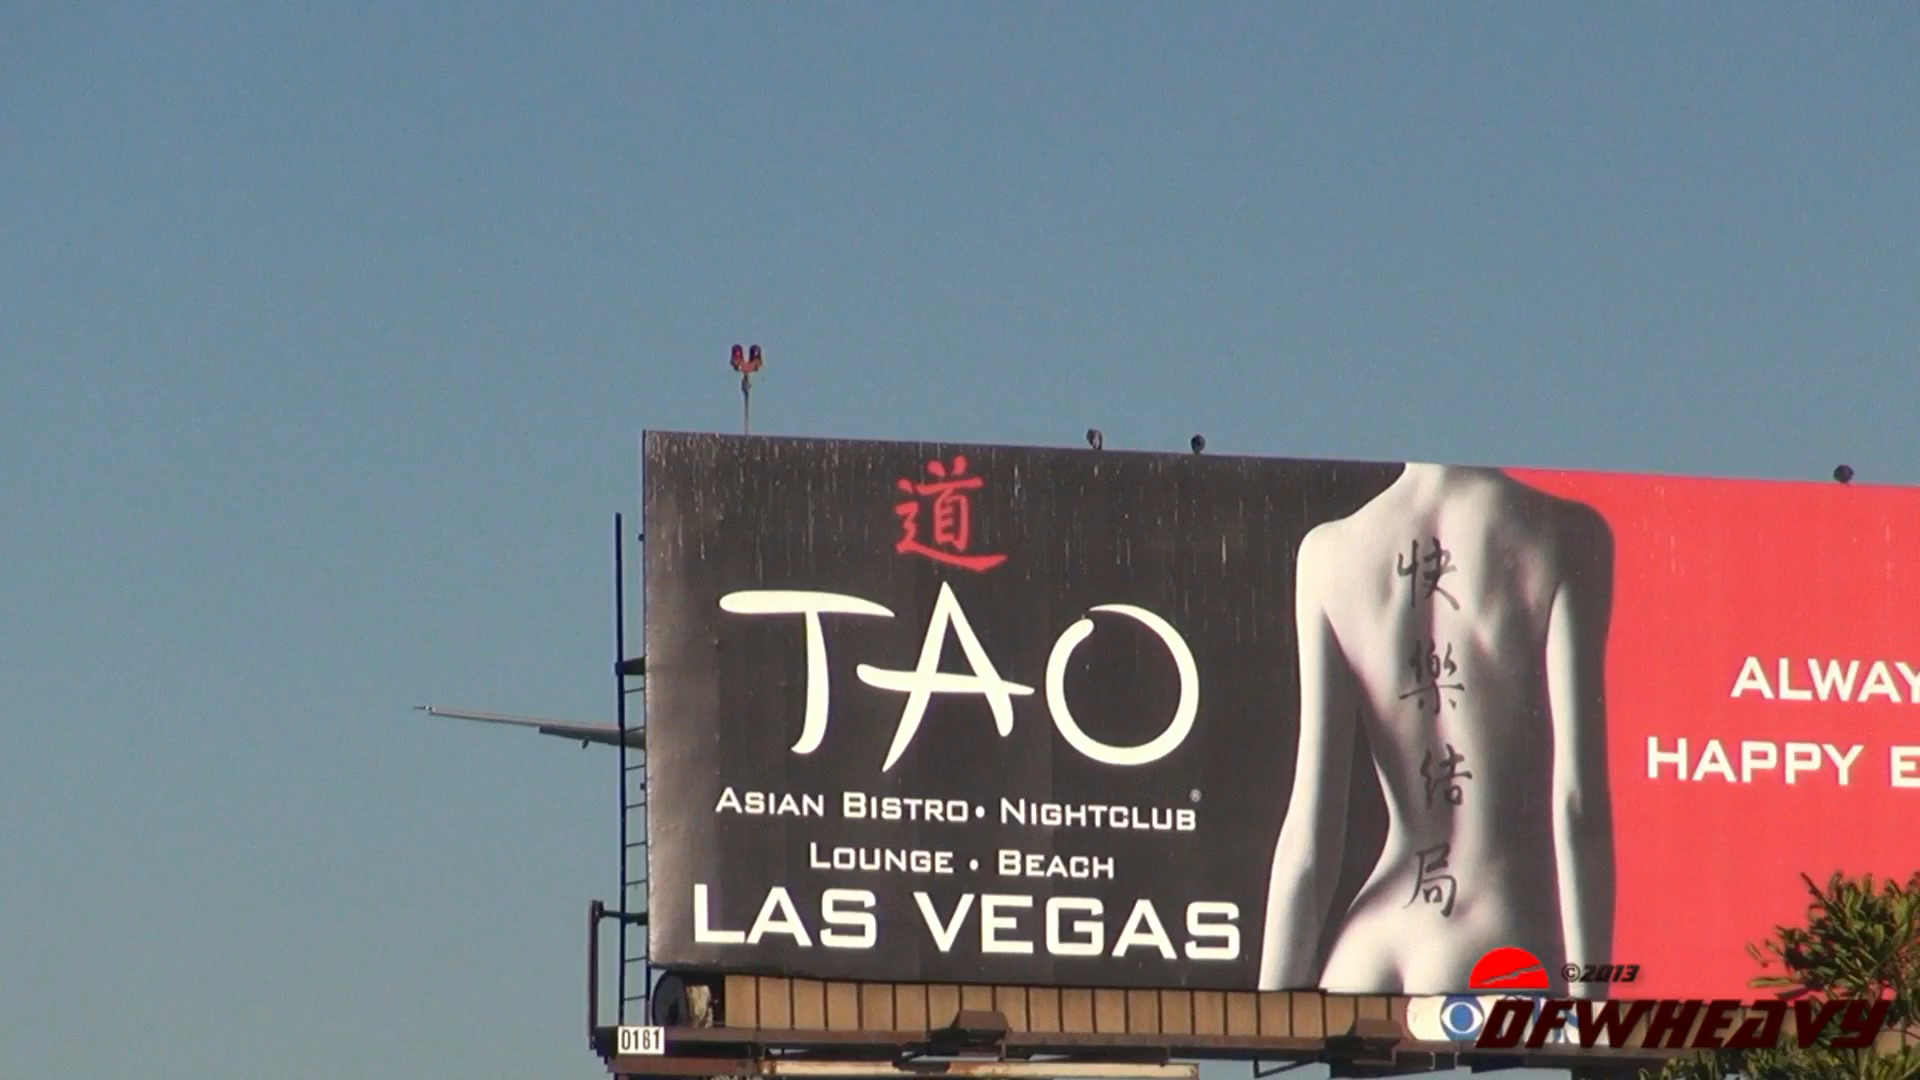 道
TAO
ASIAN BISTRO • NIGHTCLUB®
LOUNGE • BEACH
LAS VEGAS
快
樂
结
局
ALWAY
HAPPY E
0161
©2013
DFWHEAVY